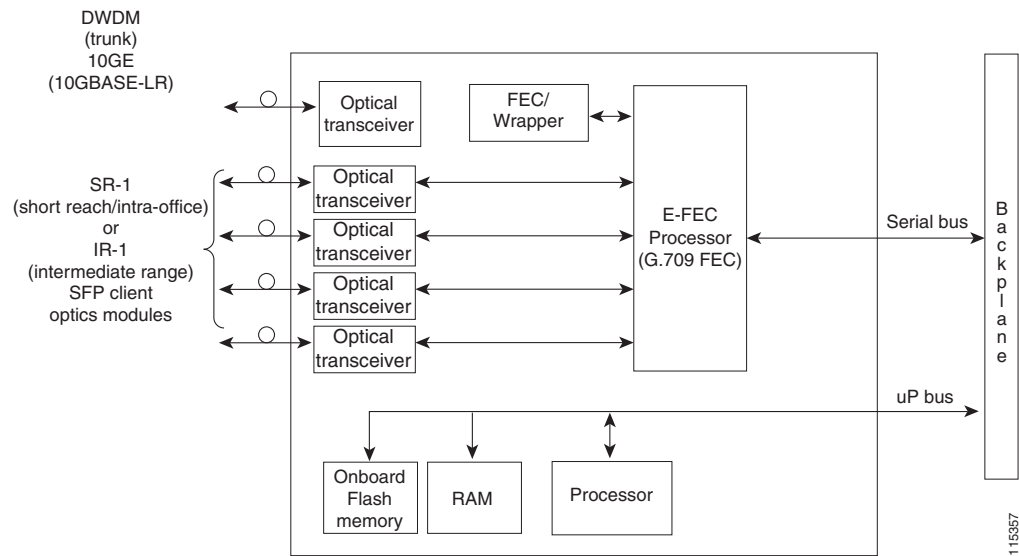 DWDM
(trunk)
10GE
(10GBASE-LR)
Optical
transceiver
FEC/
Wrapper
SR-1
(short reach/intra-office)
or
IR-1
(intermediate range)
SFP client
optics modules
Optical
transceiver
Optical
transceiver
Optical
transceiver
Optical
transceiver
E-FEC
Processor
(G.709 FEC)
Serial bus
Backplane
uP bus
Onboard
Flash
memory
RAM
Processor
115357